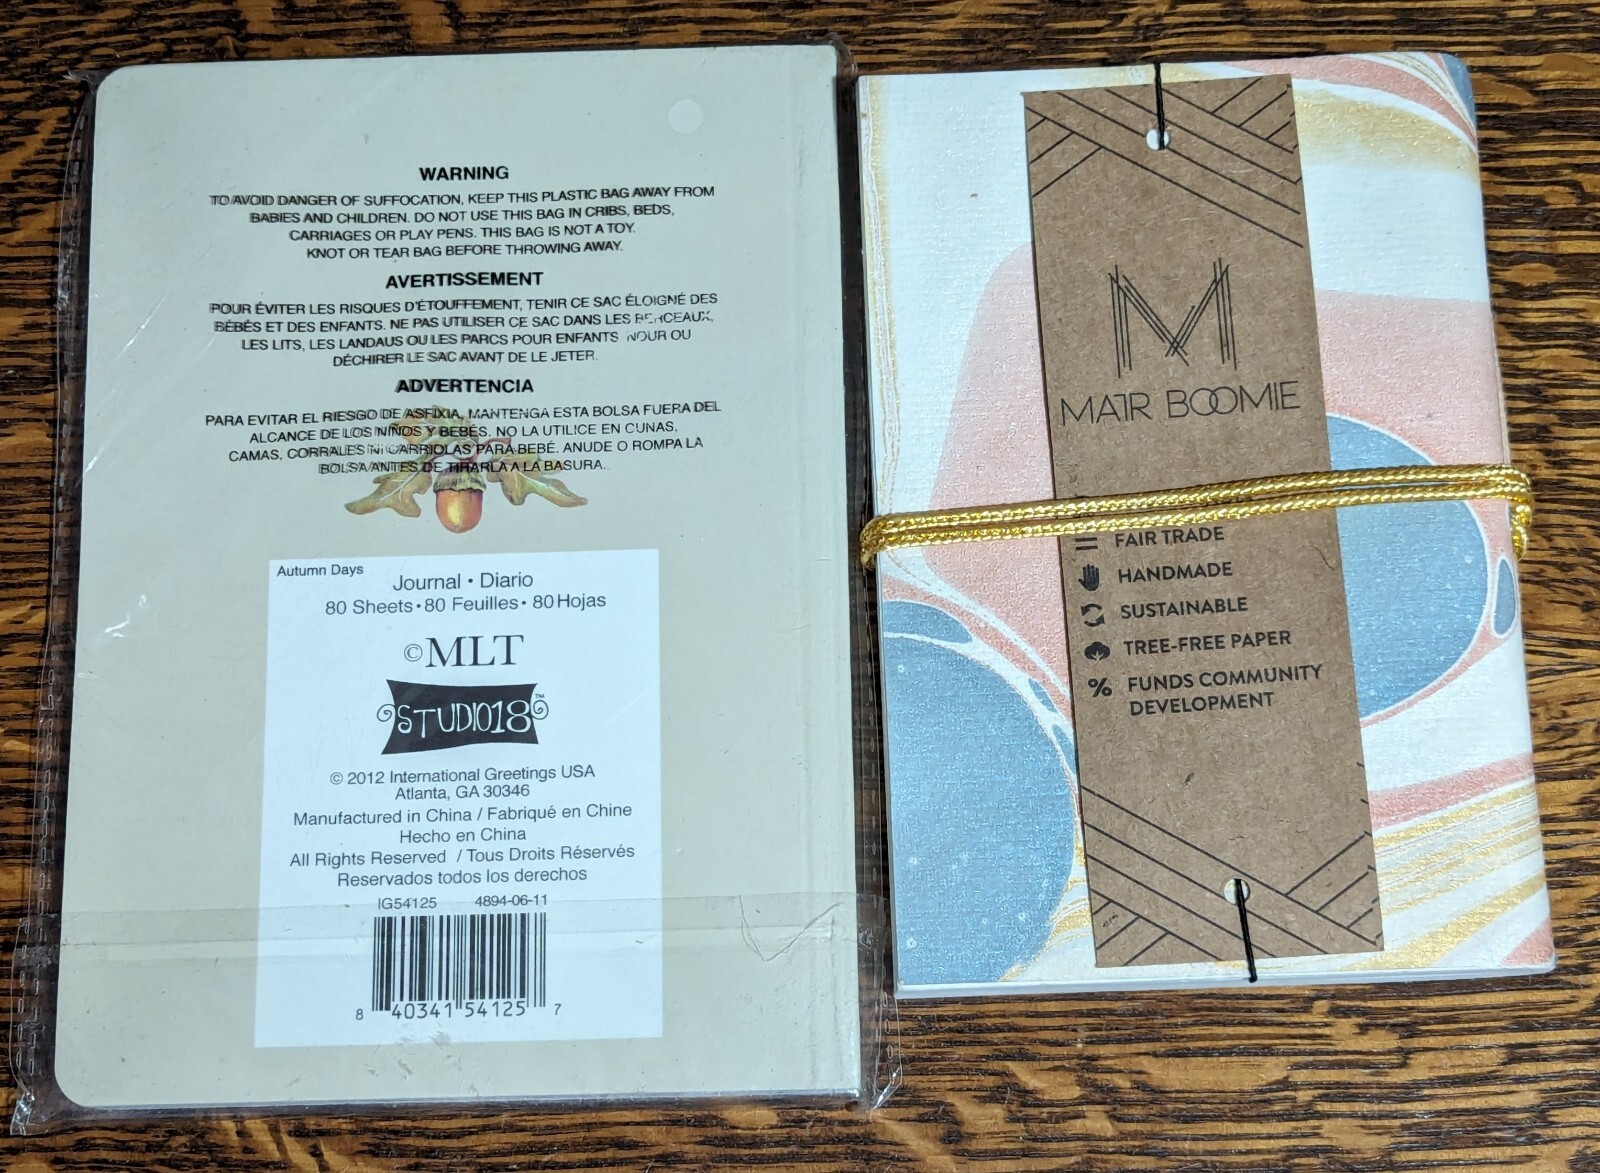 WARNING
TO AVOID DANGER OF SUFFOCATION, KEEP THIS PLASTIC BAG AWAY FROM
BABIES AND CHILDREN. DO NOT USE THIS BAG IN CRIBS, BEDS,
CARRIAGES OR PLAY PENS. THIS BAG IS NOT A TOY.
KNOT OR TEAR BAG BEFORE THROWING AWAY.
AVERTISSEMENT
POUR ÉVITER LES RISQUES D'ÉTOUFFEMENT, TENIR CE SAC ÉLOIGNÉ DES
BÉBÉS ET DES ENFANTS. NE PAS UTILISER CE SAC DANS LES BERCEAUX,
LES LITS, LES LANDAUS OU LES PARCS POUR ENFANTS NOUR OU
DÉCHIRER LE SAC AVANT DE LE JETER.
ADVERTENCIA
PARA EVITAR EL RIESGO DE ASFIXIA, MANTENGA ESTA BOLSA FUERA DEL
ALCANCE DE LOS NIÑOS Y BEBÉS. NO LA UTILICE EN CUNAS,
CAMAS, CORRALES NI CARRIOLAS PARA BEBÉ. ANUDE O ROMPA LA
BOLSA ANTES DE TIRARLA A LA BASURA.
Autumn Days
Journal • Diario
80 Sheets • 80 Feuilles • 80 Hojas
©MLT
STUDIO18™
© 2012 International Greetings USA
Atlanta, GA 30346
Manufactured in China / Fabriqué en Chine
Hecho en China
All Rights Reserved / Tous Droits Réservés
Reservados todos los derechos
IG54125 4894-06-11
8 40341 54125 7
M
MATR BOOMIE
FAIR TRADE
HANDMADE
SUSTAINABLE
TREE-FREE PAPER
% FUNDS COMMUNITY
DEVELOPMENT